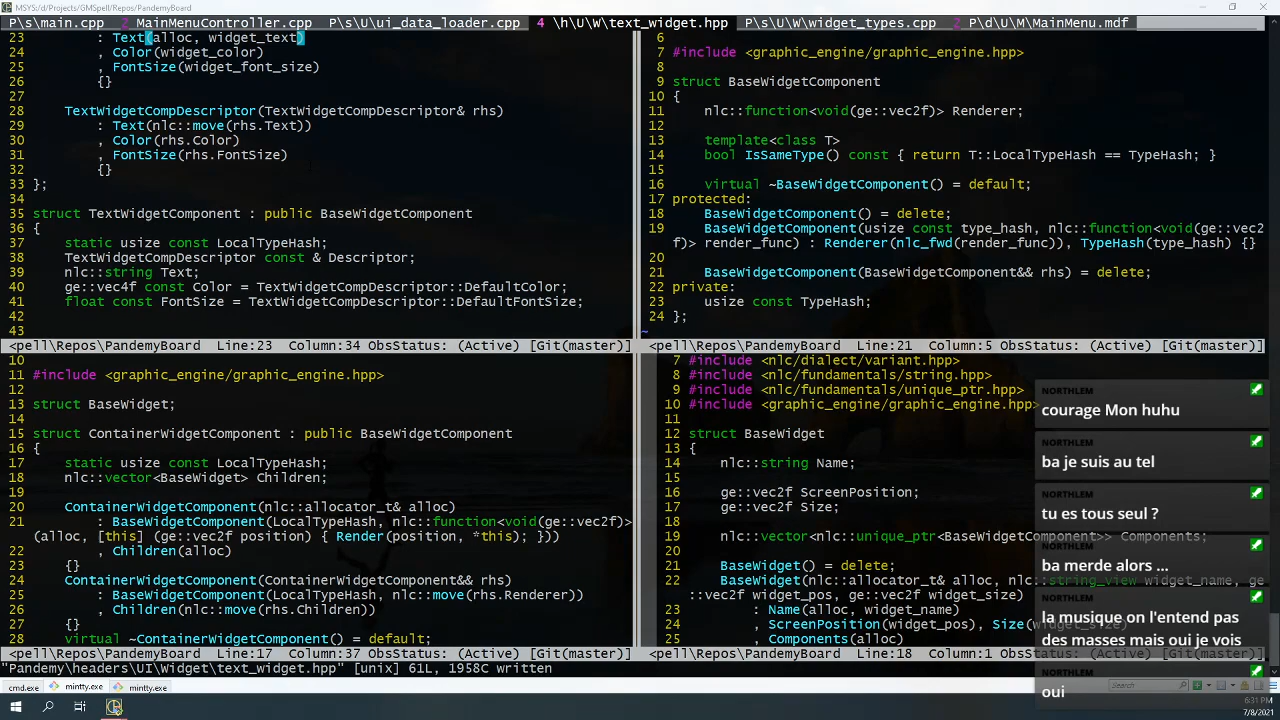 MSYS:/d/Projects/GMSpell/Repos/PandemyBoard
P\s\main.cpp  2 MainMenuController.cpp  P\s\U\ui_data_loader.cpp  4 \h\U\W\text_widget.hpp  P\s\U\W\widget_types.cpp  2 P\d\U\M\MainMenu.mdf
23         : Text(alloc, widget_text)
24         , Color(widget_color)
25         , FontSize(widget_font_size)
26         {}
27
28     TextWidgetCompDescriptor(TextWidgetCompDescriptor& rhs)
29         : Text(nlc::move(rhs.Text))
30         , Color(rhs.Color)
31         , FontSize(rhs.FontSize)
32         {}
33 };
34
35 struct TextWidgetComponent : public BaseWidgetComponent
36 {
37     static usize const LocalTypeHash;
38     TextWidgetCompDescriptor const & Descriptor;
39     nlc::string Text;
40     ge::vec4f const Color = TextWidgetCompDescriptor::DefaultColor;
41     float const FontSize = TextWidgetCompDescriptor::DefaultFontSize;
42
43
<pell\Repos\PandemyBoard  Line:23  Column:34 ObsStatus: (Active) [Git(master)]
6
7 #include <graphic_engine/graphic_engine.hpp>
8
9 struct BaseWidgetComponent
10 {
11     nlc::function<void(ge::vec2f)> Renderer;
12
13     template<class T>
14     bool IsSameType() const { return T::LocalTypeHash == TypeHash; }
15
16     virtual ~BaseWidgetComponent() = default;
17 protected:
18     BaseWidgetComponent() = delete;
19     BaseWidgetComponent(usize const type_hash, nlc::function<void(ge::vec2
f)> render_func) : Renderer(nlc_fwd(render_func)), TypeHash(type_hash) {}
20
21     BaseWidgetComponent(BaseWidgetComponent&& rhs) = delete;
22 private:
23     usize const TypeHash;
24 };
~
<pell\Repos\PandemyBoard  Line:21  Column:5 ObsStatus: (Active) [Git(master)]
10
11 #include <graphic_engine/graphic_engine.hpp>
12
13 struct BaseWidget;
14
15 struct ContainerWidgetComponent : public BaseWidgetComponent
16 {
17     static usize const LocalTypeHash;
18     nlc::vector<BaseWidget> Children;
19
20     ContainerWidgetComponent(nlc::allocator_t& alloc)
21         : BaseWidgetComponent(LocalTypeHash, nlc::function<void(ge::vec2f)>
(alloc, [this] (ge::vec2f position) { Render(position, *this); }))
22         , Children(alloc)
23     {}
24     ContainerWidgetComponent(ContainerWidgetComponent&& rhs)
25         : BaseWidgetComponent(LocalTypeHash, nlc::move(rhs.Renderer))
26         , Children(nlc::move(rhs.Children))
27     {}
28     virtual ~ContainerWidgetComponent() = default;
<pell\Repos\PandemyBoard  Line:17  Column:37 ObsStatus: (Active) [Git(master)]
7 #include <nlc/dialect/variant.hpp>
8 #include <nlc/fundamentals/string.hpp>
9 #include <nlc/fundamentals/unique_ptr.hpp>
10 #include <graphic_engine/graphic_engine.hpp>
11
12 struct BaseWidget
13 {
14     nlc::string Name;
15
16     ge::vec2f ScreenPosition;
17     ge::vec2f Size;
18
19     nlc::vector<nlc::unique_ptr<BaseWidgetComponent>> Components;
20
21     BaseWidget() = delete;
22     BaseWidget(nlc::allocator_t& alloc, nlc::string_view widget_name, ge
::vec2f widget_pos, ge::vec2f widget_size)
23         : Name(alloc, widget_name)
24         , ScreenPosition(widget_pos), Size(widget_size)
25         , Components(alloc)
<pell\Repos\PandemyBoard  Line:18  Column:1 ObsStatus: (Active) [Git(master)]
"Pandemy\headers\UI\Widget\text_widget.hpp" [unix] 61L, 1958C written
NORTHLEM
courage Mon huhu
NORTHLEM
ba je suis au tel
NORTHLEM
tu es tous seul ?
NORTHLEM
ba merde alors ...
NORTHLEM
la musique on l'entend pas
des masses mais oui je vois
NORTHLEM
oui
cmd.exe  mintty.exe  mintty.exe
Search
6:31 PM
7/8/2021